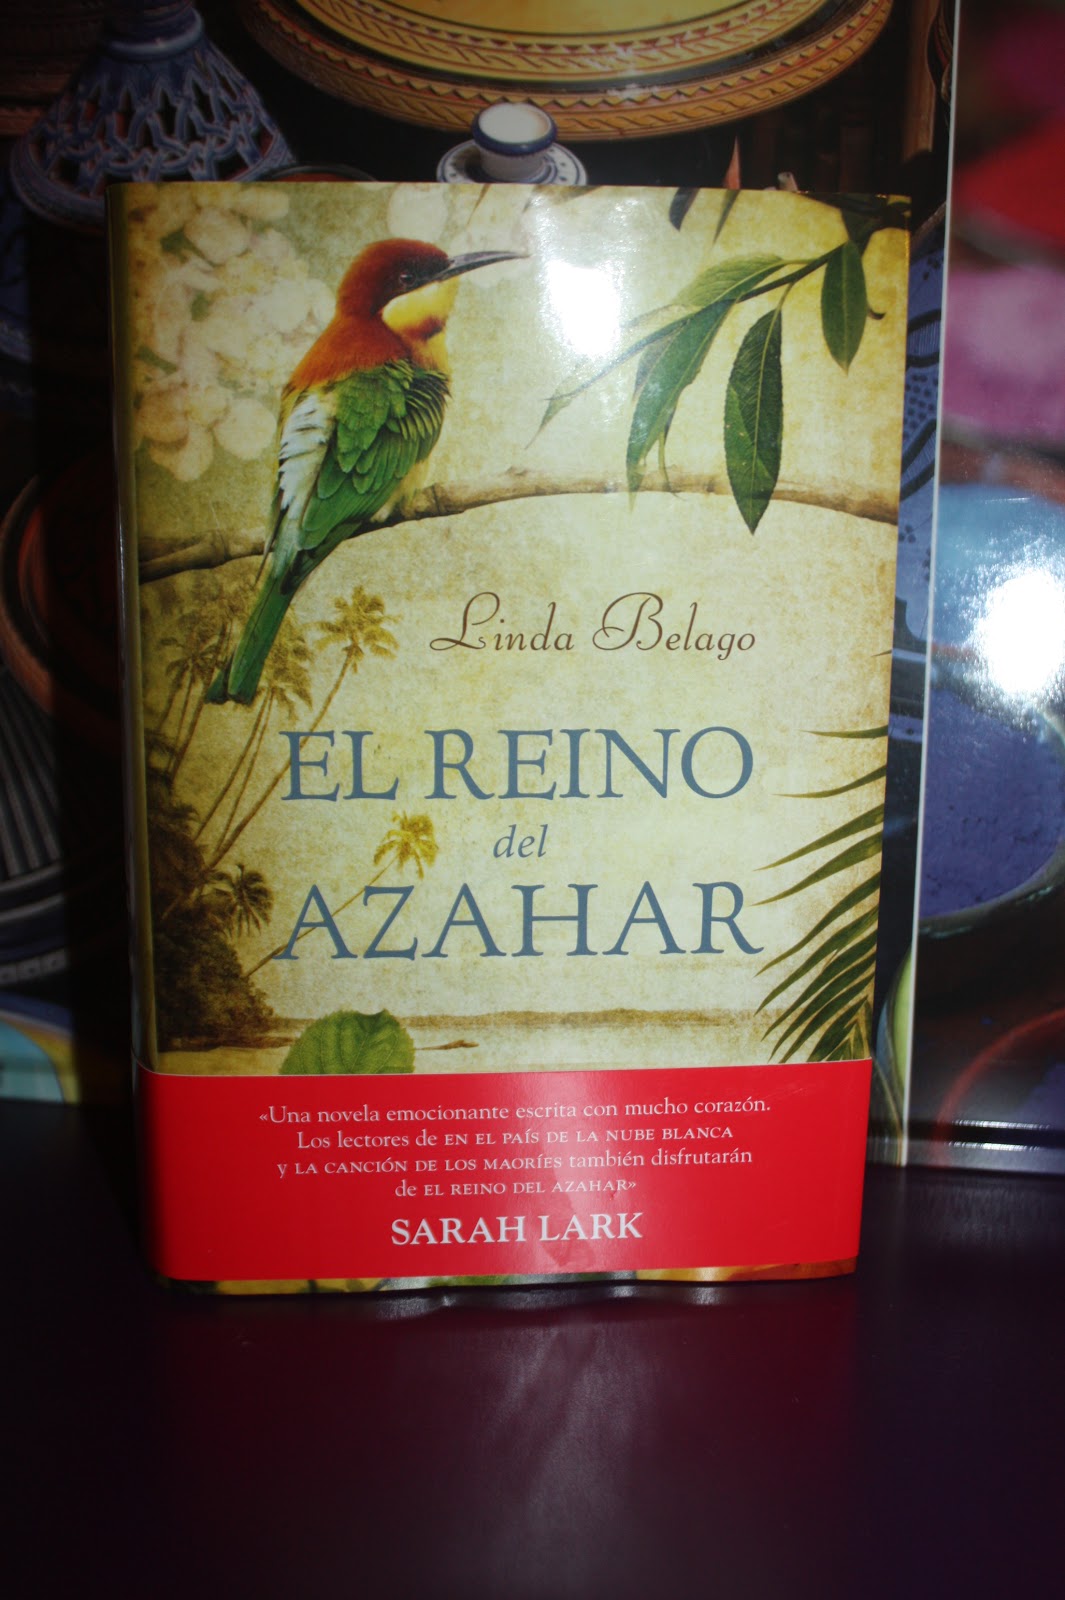 Linda Belago
EL REINO
del
AZAHAR
«Una novela emocionante escrita con mucho corazón.
Los lectores de EN EL PAÍS DE LA NUBE BLANCA
y LA CANCIÓN DE LOS MAORÍES también disfrutarán
de EL REINO DEL AZAHAR»
SARAH LARK